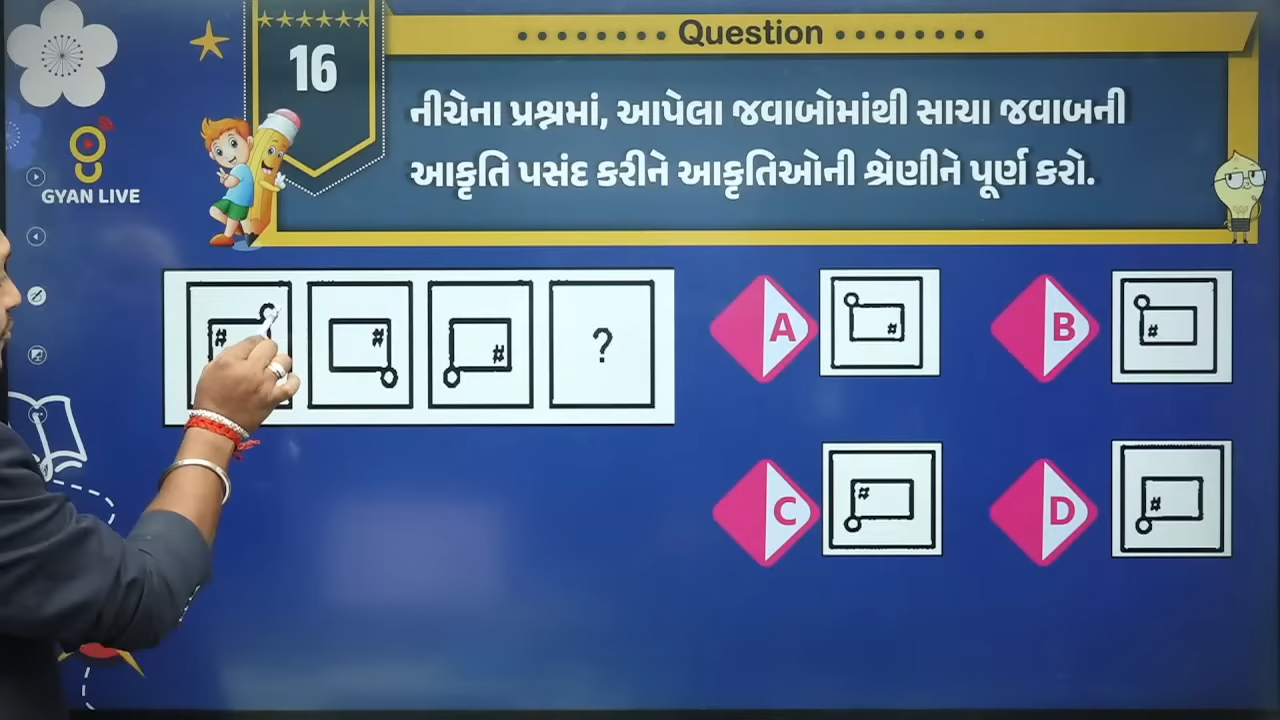 Question
16
નીચેના પ્રશ્નમાં, આપેલા જવાબોમાંથી સાચા જવાબની
આકૃતિ પસંદ કરીને આકૃતિઓની શ્રેણીને પૂર્ણ કરો.
GYAN LIVE
#
#
#
?
A
#
B
#
C
#
D
#